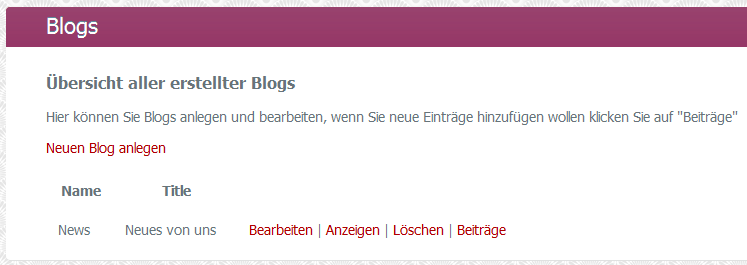 Blogs
Übersicht aller erstellter Blogs
Hier können Sie Blogs anlegen und bearbeiten, wenn Sie neue Einträge hinzufügen wollen klicken Sie auf "Beiträge"
Neuen Blog anlegen
Name Title
News Neues von uns Bearbeiten | Anzeigen | Löschen | Beiträge